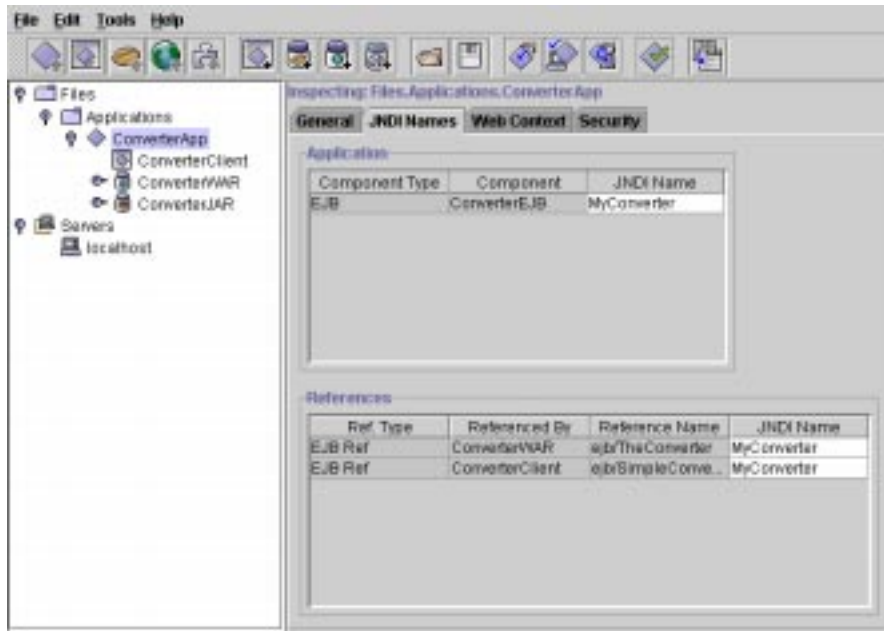 File Edit Tools Help
Files
Applications
ConverterApp
ConverterClient
ConverterWAR
ConverterJAR
Servers
localhost
Inspecting: Files.Applications.ConverterApp
General JNDI Names Web Context Security
Application
Component Type Component JNDI Name
EJB ConverterEJB MyConverter
References
Ref. Type Referenced By Reference Name JNDI Name
EJB Ref ConverterWAR ejb/TheConverter MyConverter
EJB Ref ConverterClient ejb/SimpleConve... MyConverter